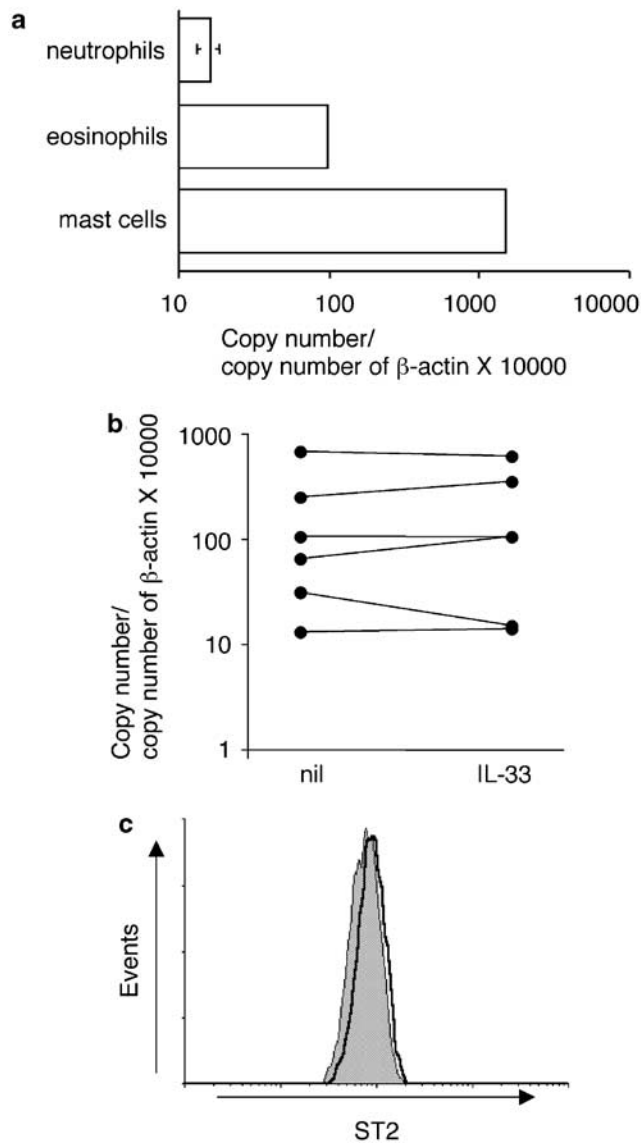 a
neutrophils
eosinophils
mast cells
10 100 1000 10000
Copy number/
copy number of β-actin X 10000
b
Copy number/
copy number of β-actin X 10000
1000
100
10
1
nil IL-33
c
Events
ST2